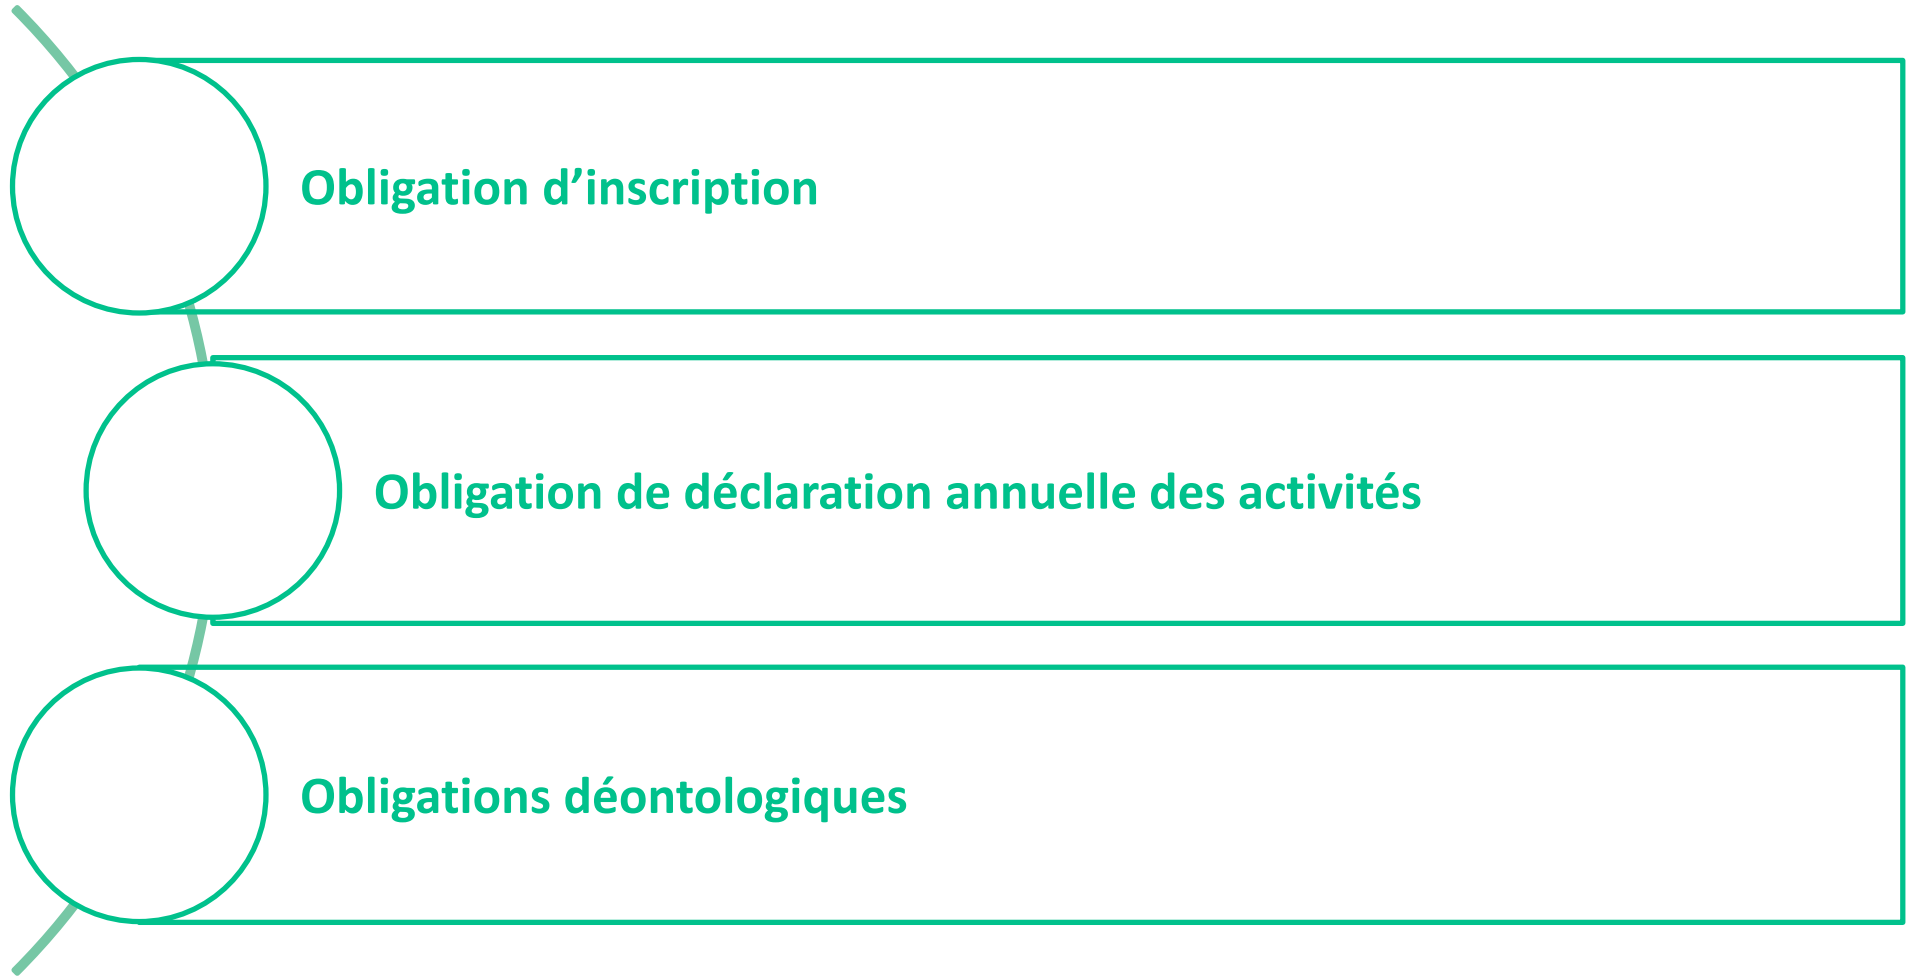 Obligation d’inscription
Obligation de déclaration annuelle des activités
Obligations déontologiques